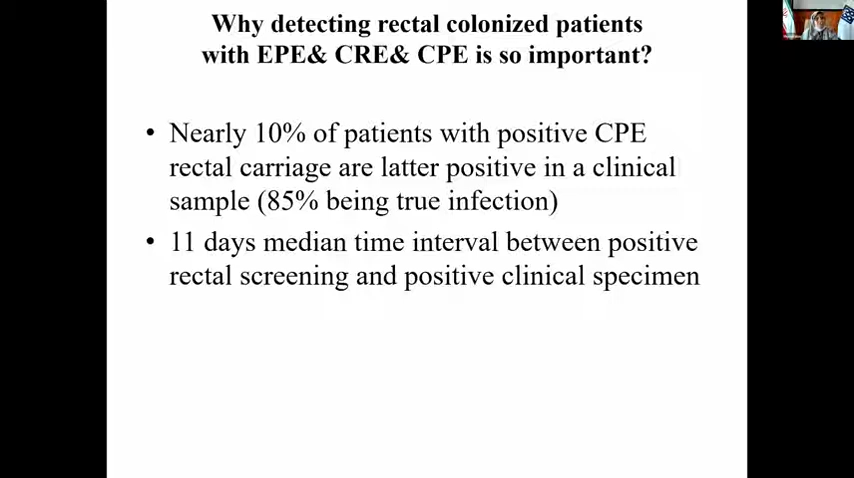 Why detecting rectal colonized patients
with EPE& CRE& CPE is so important?
• Nearly 10% of patients with positive CPE
rectal carriage are latter positive in a clinical
sample (85% being true infection)
• 11 days median time interval between positive
rectal screening and positive clinical specimen